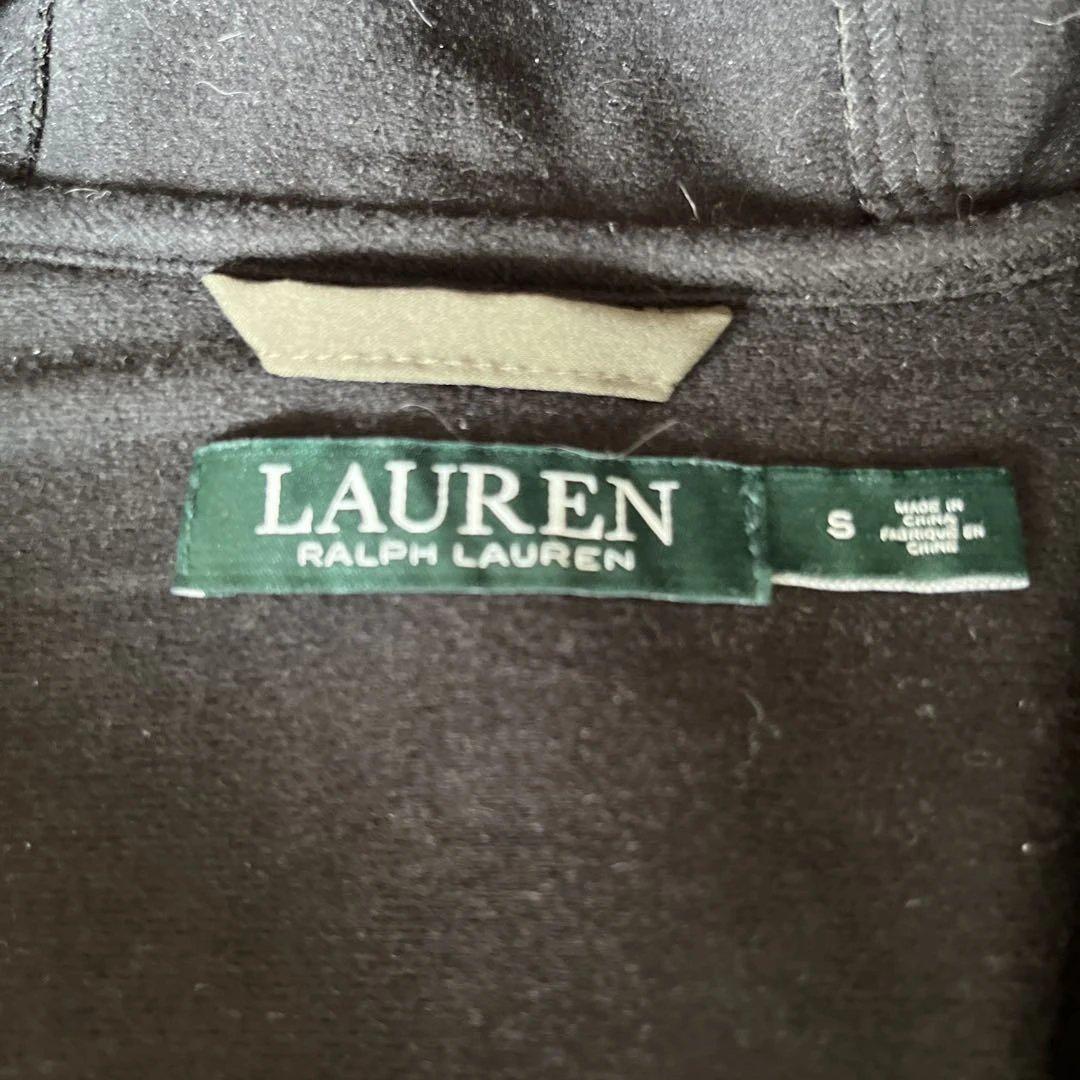 LAUREN
RALPH LAUREN
S
MADE IN
CHINA
FABRIQUÉ EN
CHINE